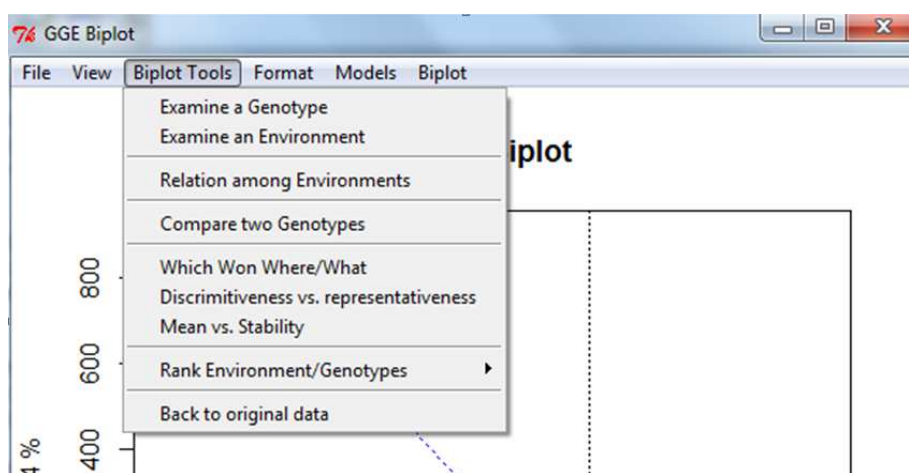 GGE Biplot
File View Biplot Tools Format Models Biplot
Examine a Genotype
Examine an Environment
Relation among Environments
Compare two Genotypes
Which Won Where/What
Discrimitiveness vs. representativeness
Mean vs. Stability
Rank Environment/Genotypes
Back to original data
iplot
800
600
400
4 %